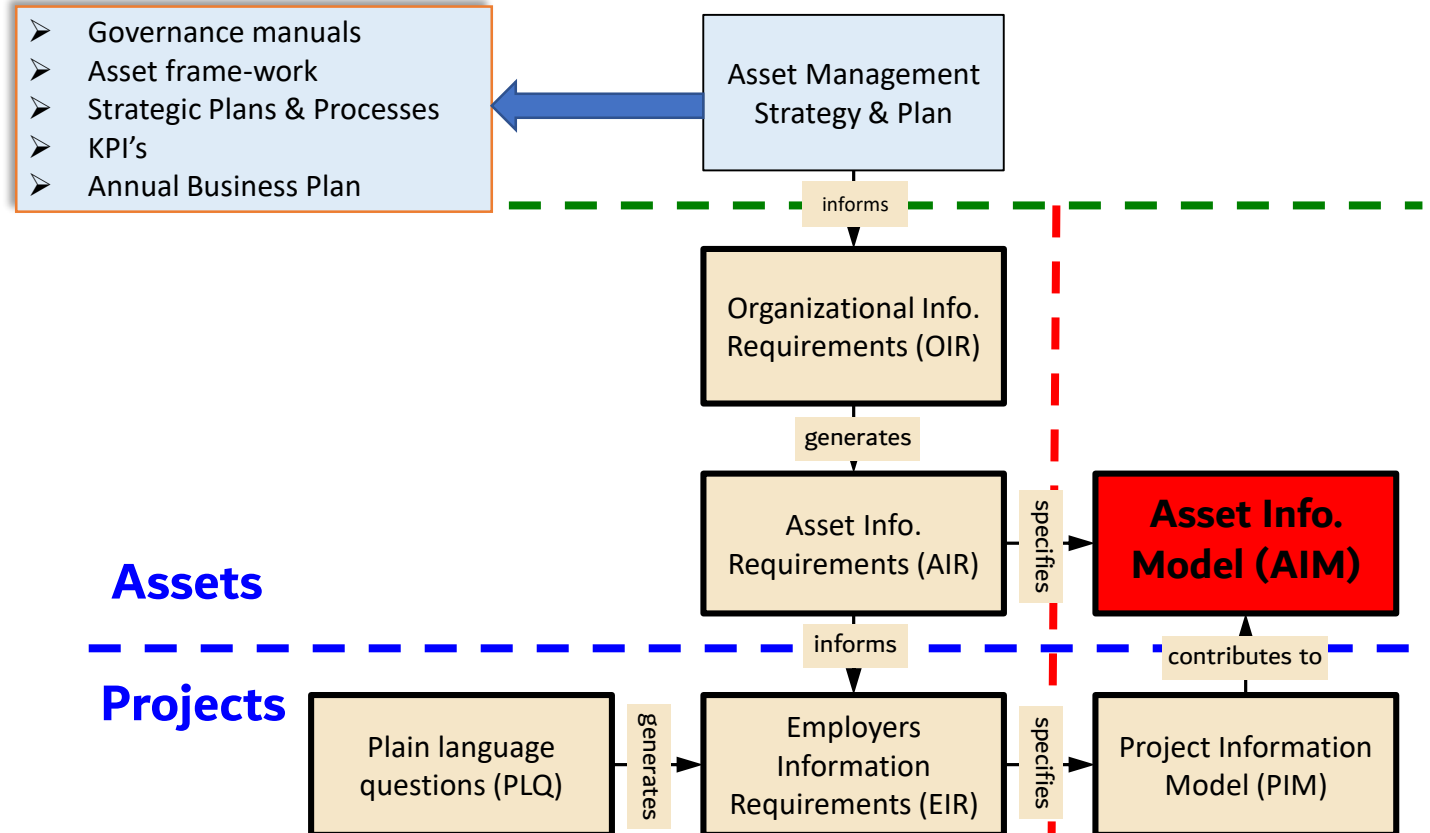 ➢ Governance manuals
➢ Asset frame-work
➢ Strategic Plans & Processes
➢ KPI’s
➢ Annual Business Plan
Asset Management
Strategy & Plan
informs
Organizational Info.
Requirements (OIR)
generates
Asset Info.
Requirements (AIR)
specifies
Asset Info.
Model (AIM)
Assets
informs
contributes to
Projects
Plain language
questions (PLQ)
generates
Employers
Information
Requirements (EIR)
specifies
Project Information
Model (PIM)